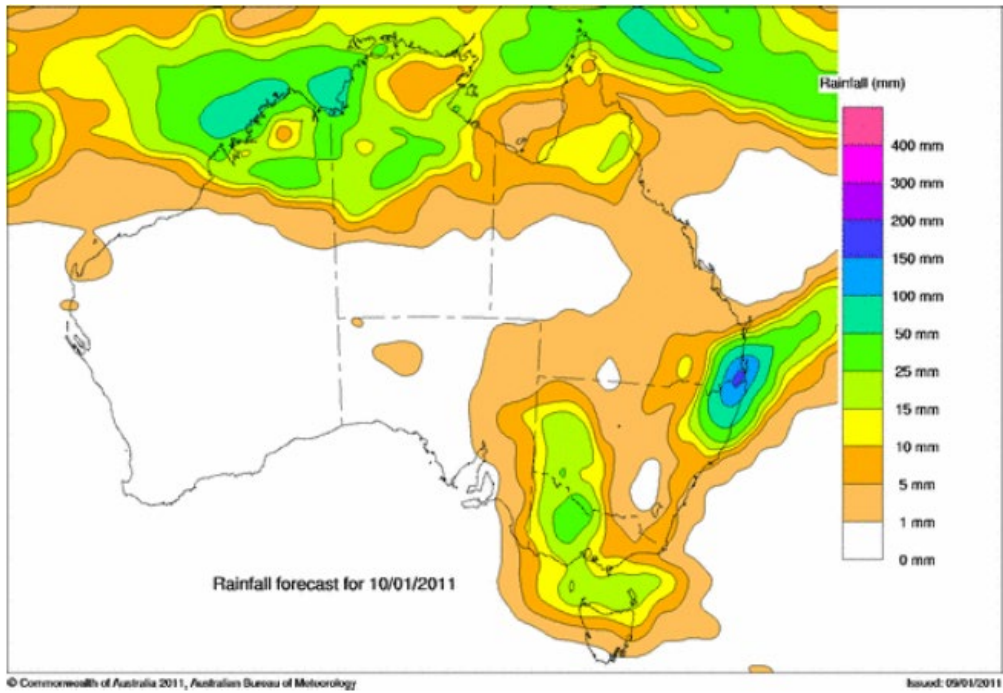 Rainfall (mm)
400 mm
300 mm
200 mm
150 mm
100 mm
50 mm
25 mm
15 mm
10 mm
5 mm
1 mm
0 mm
Rainfall forecast for 10/01/2011
© Commonwealth of Australia 2011, Australian Bureau of Meteorology
Issued: 09/01/2011